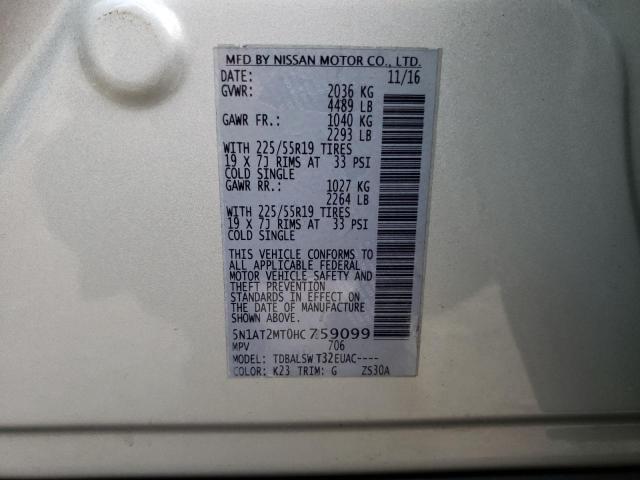 MFD BY NISSAN MOTOR CO., LTD.
DATE: 11/16
GVWR: 2036 KG
4489 LB
GAWR FR.: 1040 KG
2293 LB
WITH 225/55R19 TIRES
19 X 7J RIMS AT 33 PSI
COLD SINGLE
GAWR RR.: 1027 KG
2264 LB
WITH 225/55R19 TIRES
19 X 7J RIMS AT 33 PSI
COLD SINGLE
THIS VEHICLE CONFORMS TO
ALL APPLICABLE FEDERAL
MOTOR VEHICLE SAFETY AND
THEFT PREVENTION
STANDARDS IN EFFECT ON THE
DATE OF MANUFACTURE
SHOWN ABOVE.
5N1AT2MT0HC759099
MPV 706
MODEL: TDBALSW T32EUAC----
COLOR: K23 TRIM: G ZS30A